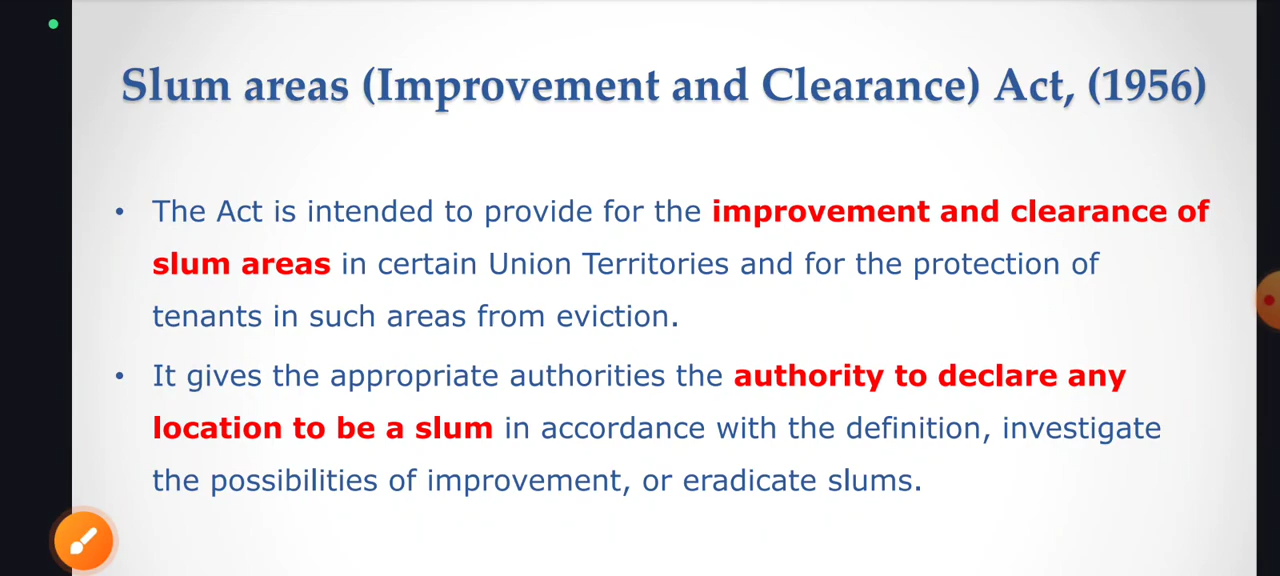 Slum areas (Improvement and Clearance) Act, (1956)
• The Act is intended to provide for the improvement and clearance of
slum areas in certain Union Territories and for the protection of
tenants in such areas from eviction.
• It gives the appropriate authorities the authority to declare any
location to be a slum in accordance with the definition, investigate
the possibilities of improvement, or eradicate slums.